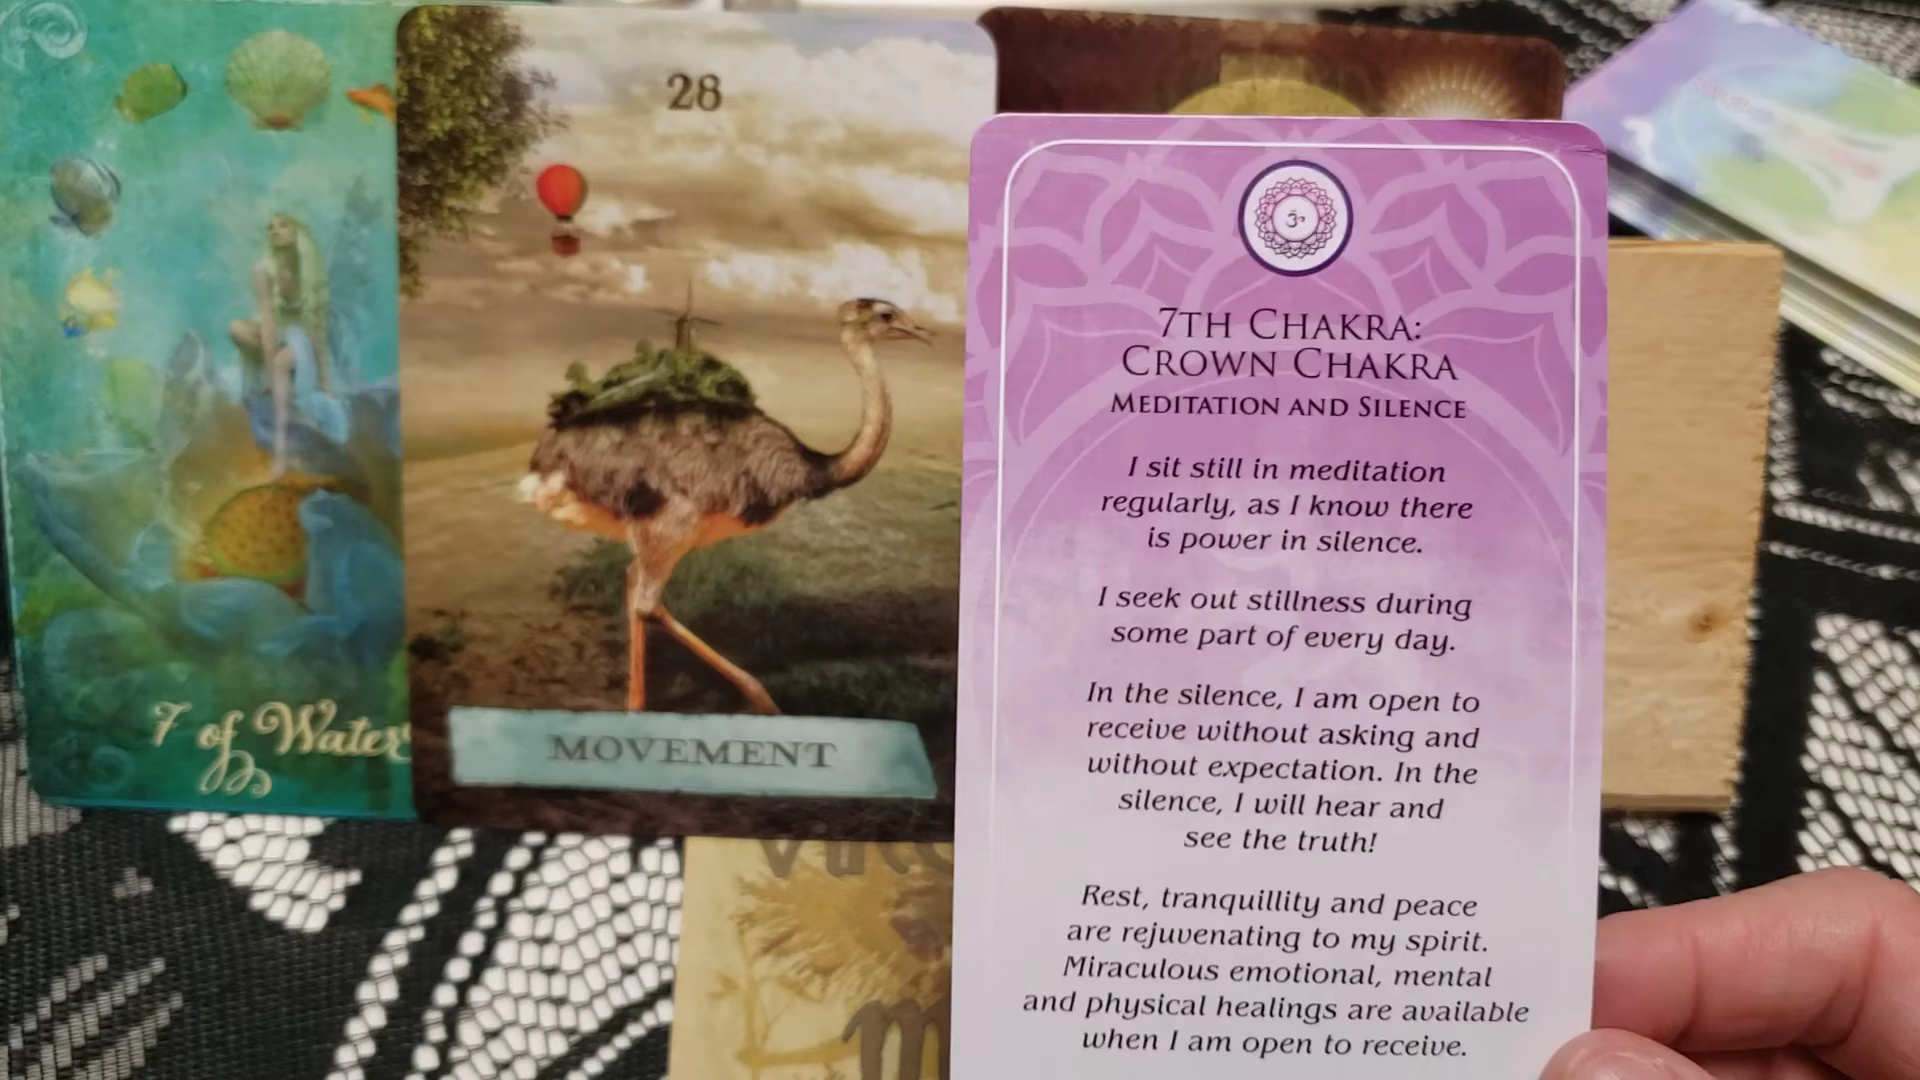 7 of Water
28
MOVEMENT
ॐ
7TH CHAKRA:
CROWN CHAKRA
MEDITATION AND SILENCE
I sit still in meditation
regularly, as I know there
is power in silence.
I seek out stillness during
some part of every day.
In the silence, I am open to
receive without asking and
without expectation. In the
silence, I will hear and
see the truth!
Rest, tranquillity and peace
are rejuvenating to my spirit.
Miraculous emotional, mental
and physical healings are available
when I am open to receive.